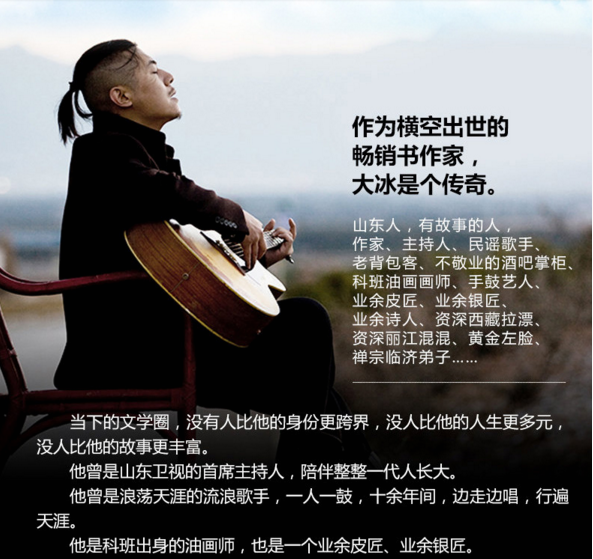 作为横空出世的
畅销书作家，
大冰是个传奇。
山东人，有故事的人，
作家、主持人、民谣歌手、
老背包客、不敬业的酒吧掌柜、
科班油画画师、手鼓艺人、
业余皮匠、业余银匠、
业余诗人、资深西藏拉漂、
资深丽江混混、黄金左脸、
禅宗临济弟子……
当下的文学圈，没有人比他的身份更跨界，没人比他的人生更多元，
没人比他的故事更丰富。
他曾是山东卫视的首席主持人，陪伴整整一代人长大。
他曾是浪荡天涯的流浪歌手，一人一鼓，十余年间，边走边唱，行遍
天涯。
他是科班出身的油画师，也是一个业余皮匠、业余银匠。